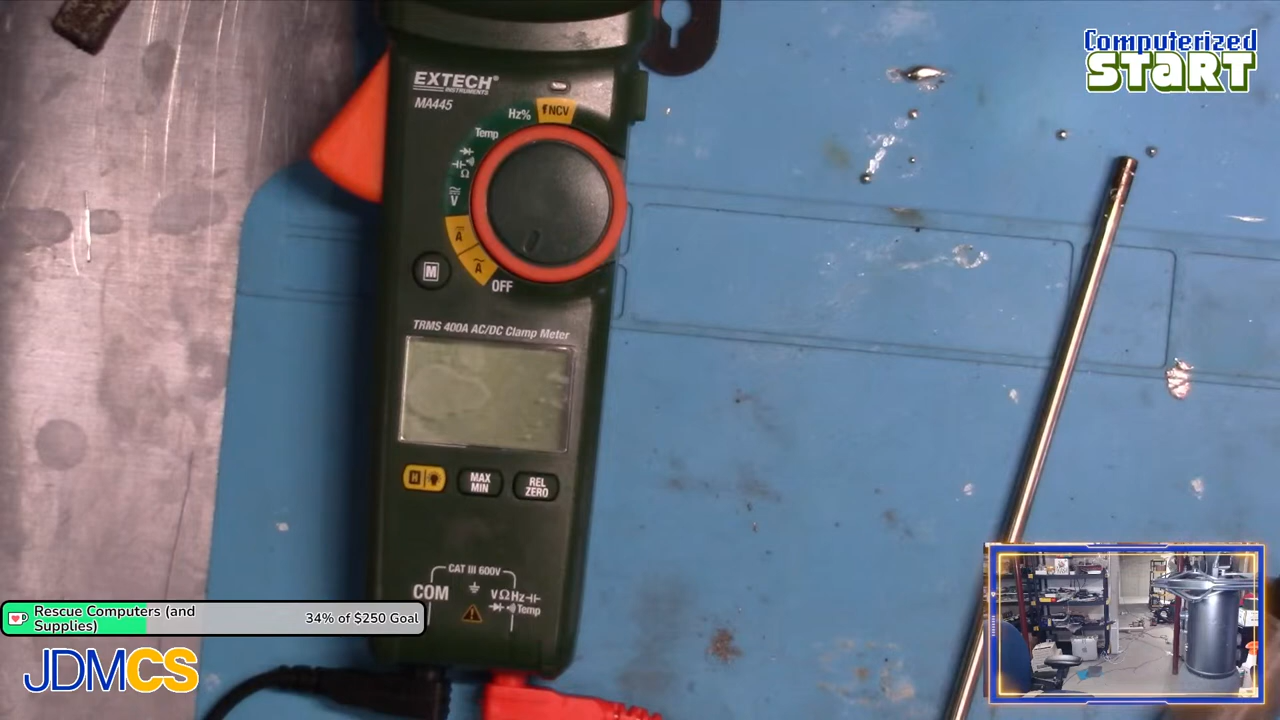 Computerized
START
EXTECH®
INSTRUMENTS
MA445
NCV
Hz%
Temp
Ω
V
A
A
OFF
M
TRMS 400A AC/DC Clamp Meter
H
MAX
MIN
REL
ZERO
CAT III 600V
COM
VΩHz
Temp
Rescue Computers (and
Supplies)
34% of $250 Goal
JDMCS